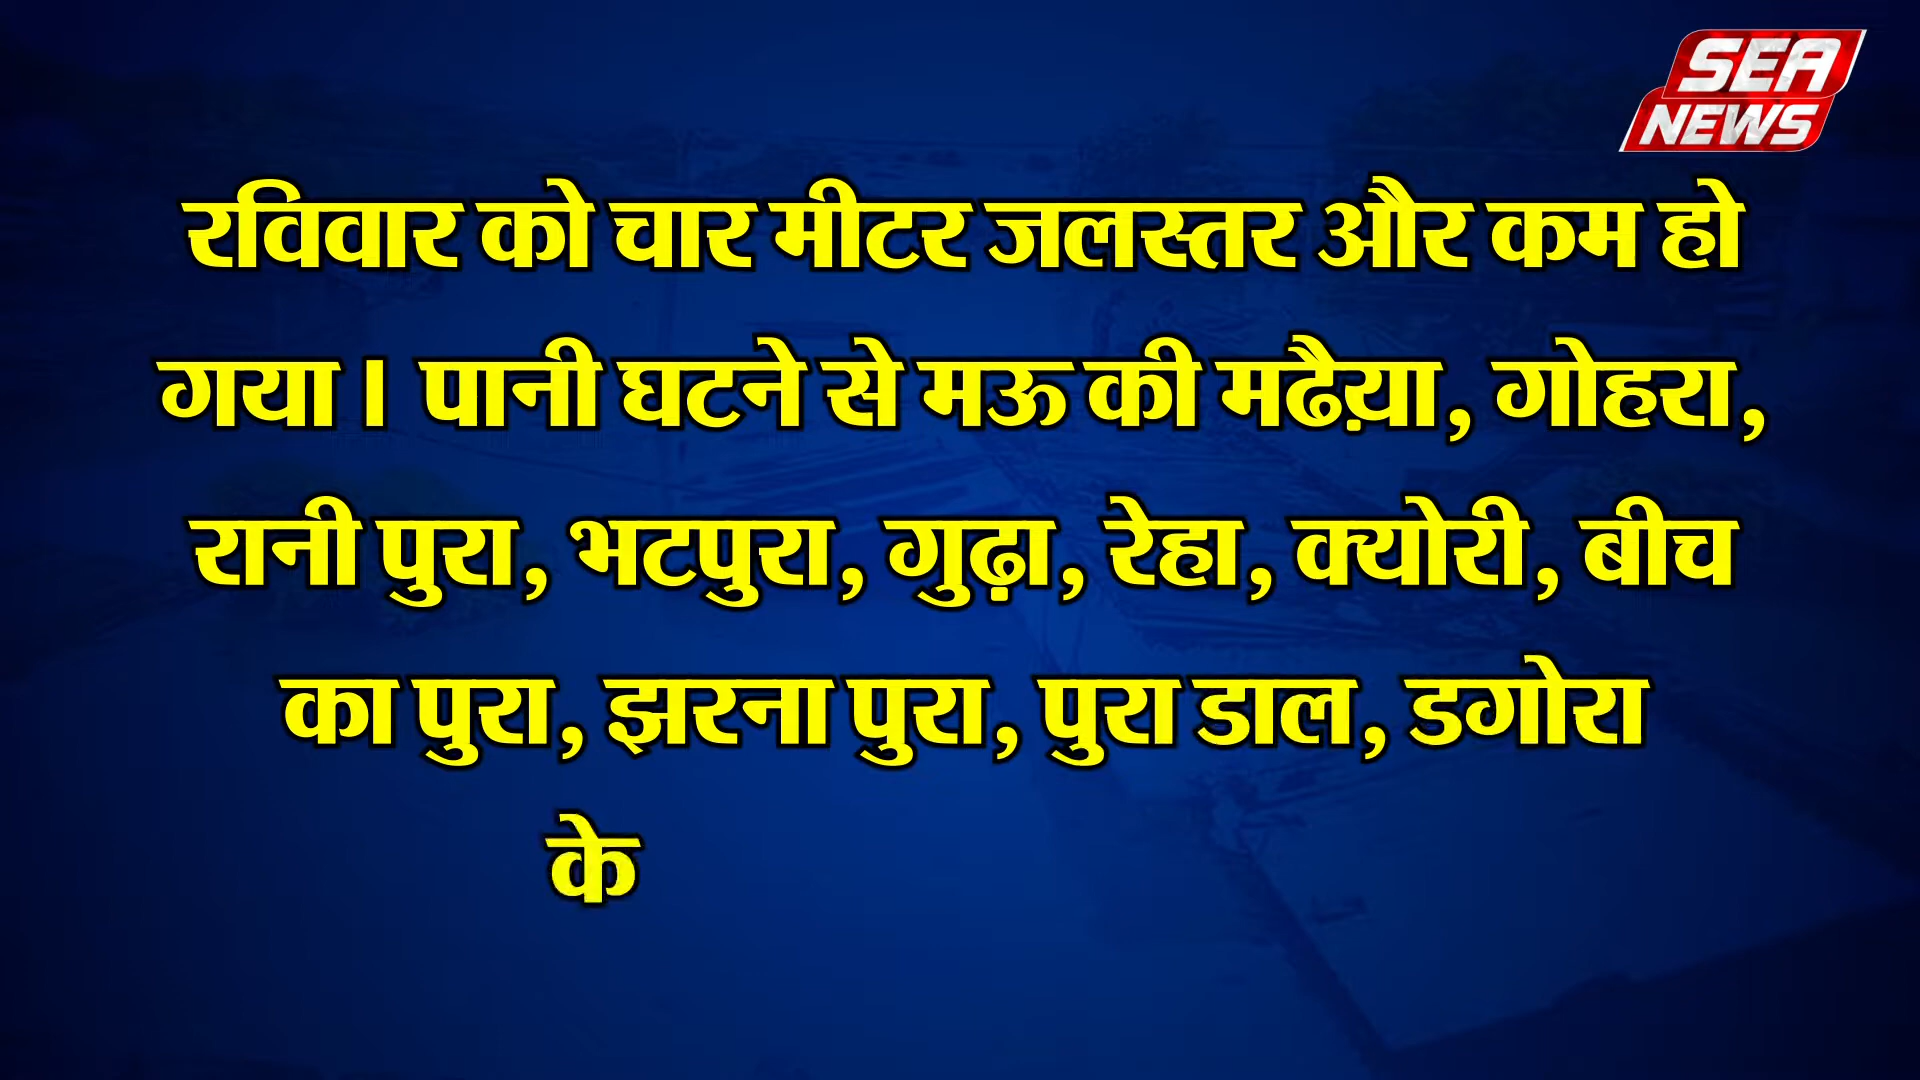 SEA
NEWS
रविवार को चार मीटर जलस्तर और कम हो
गया। पानी घटने से मऊ की मढैय़ा, गोहरा,
रानी पुरा, भटपुरा, गुढ़ा, रेहा, क्योरी, बीच
का पुरा, झरना पुरा, पुरा डाल, डगोरा
के